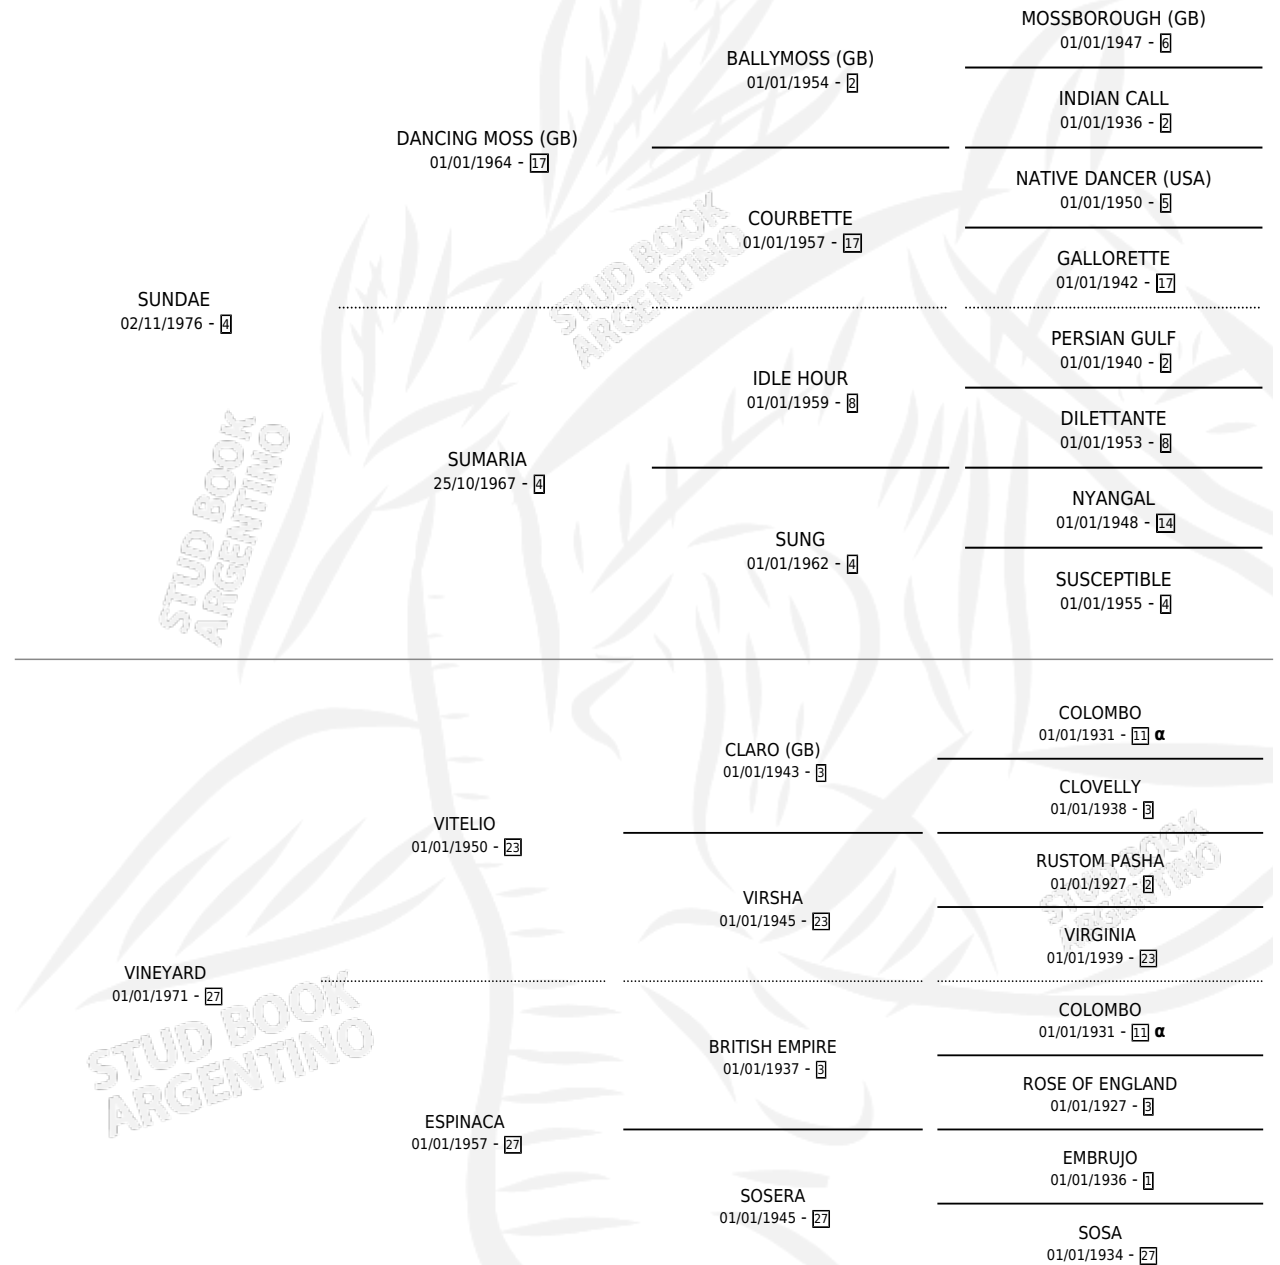 MOSSBOROUGH (GB)
01/01/1947 - 6
BALLYMOSS (GB)
01/01/1954 - 2
INDIAN CALL
01/01/1936 - 2
DANCING MOSS (GB)
01/01/1964 - 17
NATIVE DANCER (USA)
01/01/1950 - 5
COURBETTE
01/01/1957 - 17
GALLORETTE
01/01/1942 - 17
SUNDAE
02/11/1976 - 4
PERSIAN GULF
01/01/1940 - 2
IDLE HOUR
01/01/1959 - 8
DILETTANTE
01/01/1953 - 8
SUMARIA
25/10/1967 - 4
NYANGAL
01/01/1948 - 14
SUNG
01/01/1962 - 4
SUSCEPTIBLE
01/01/1955 - 4
COLOMBO
01/01/1931 - 11 α
CLARO (GB)
01/01/1943 - 3
CLOVELLY
01/01/1938 - 3
VITELIO
01/01/1950 - 23
RUSTOM PASHA
01/01/1927 - 2
VIRSHA
01/01/1945 - 23
VIRGINIA
01/01/1939 - 23
VINEYARD
01/01/1971 - 27
COLOMBO
01/01/1931 - 11 α
BRITISH EMPIRE
01/01/1937 - 3
ROSE OF ENGLAND
01/01/1927 - 3
ESPINACA
01/01/1957 - 27
EMBRUJO
01/01/1936 - 1
SOSERA
01/01/1945 - 27
SOSA
01/01/1934 - 27
STUD BOOK
ARGENTINO
STUD BOOK
ARGENTINO
STUD BOOK
ARGENTINO
STUD BOOK
ARGENTINO